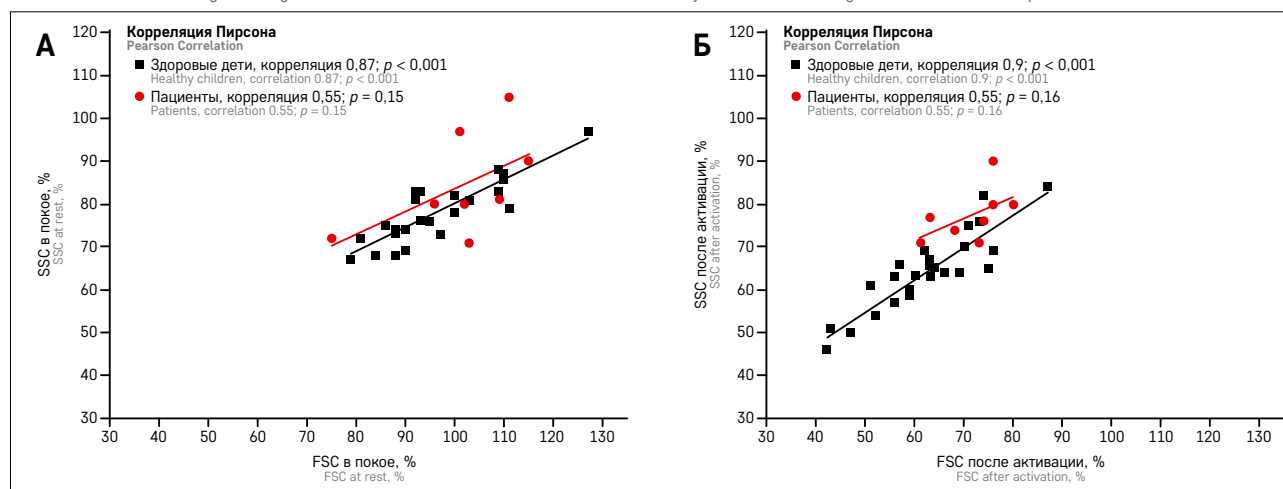 А
Корреляция Пирсона
Pearson Correlation
Здоровые дети, корреляция 0,87; p < 0,001
Healthy children, correlation 0.87; p < 0.001
Пациенты, корреляция 0,55; p = 0,15
Patients, correlation 0.55; p = 0.15
SSC в покое, %
SSC at rest, %
120
110
100
90
80
70
60
50
40
30
30 40 50 60 70 80 90 100 110 120 130
FSC в покое, %
FSC at rest, %
Б
Корреляция Пирсона
Pearson Correlation
Здоровые дети, корреляция 0,9; p < 0,001
Healthy children, correlation 0.9; p < 0.001
Пациенты, корреляция 0,55; p = 0,16
Patients, correlation 0.55; p = 0.16
SSC после активации, %
SSC after activation, %
120
110
100
90
80
70
60
50
40
30
30 40 50 60 70 80 90 100 110 120 130
FSC после активации, %
FSC after activation, %